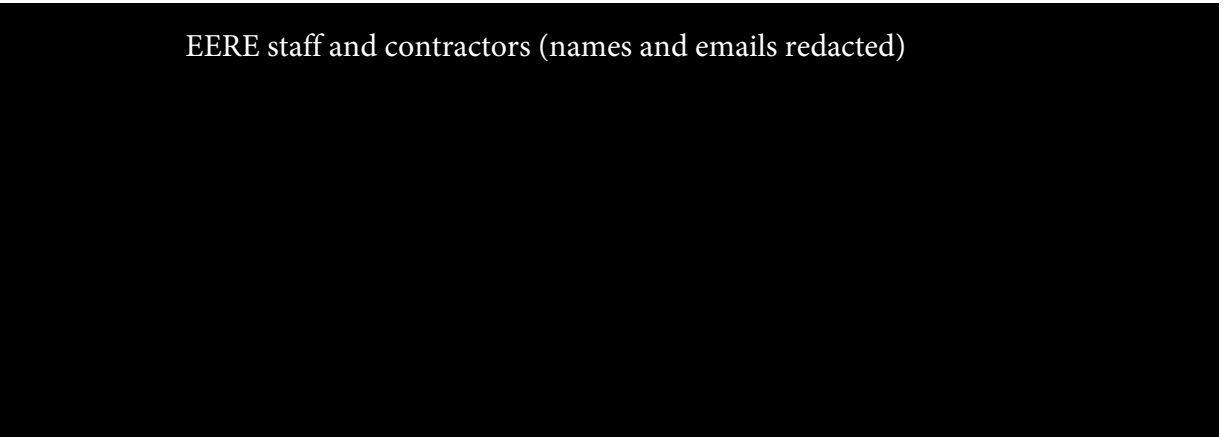 EERE staff and contractors (names and emails redacted)